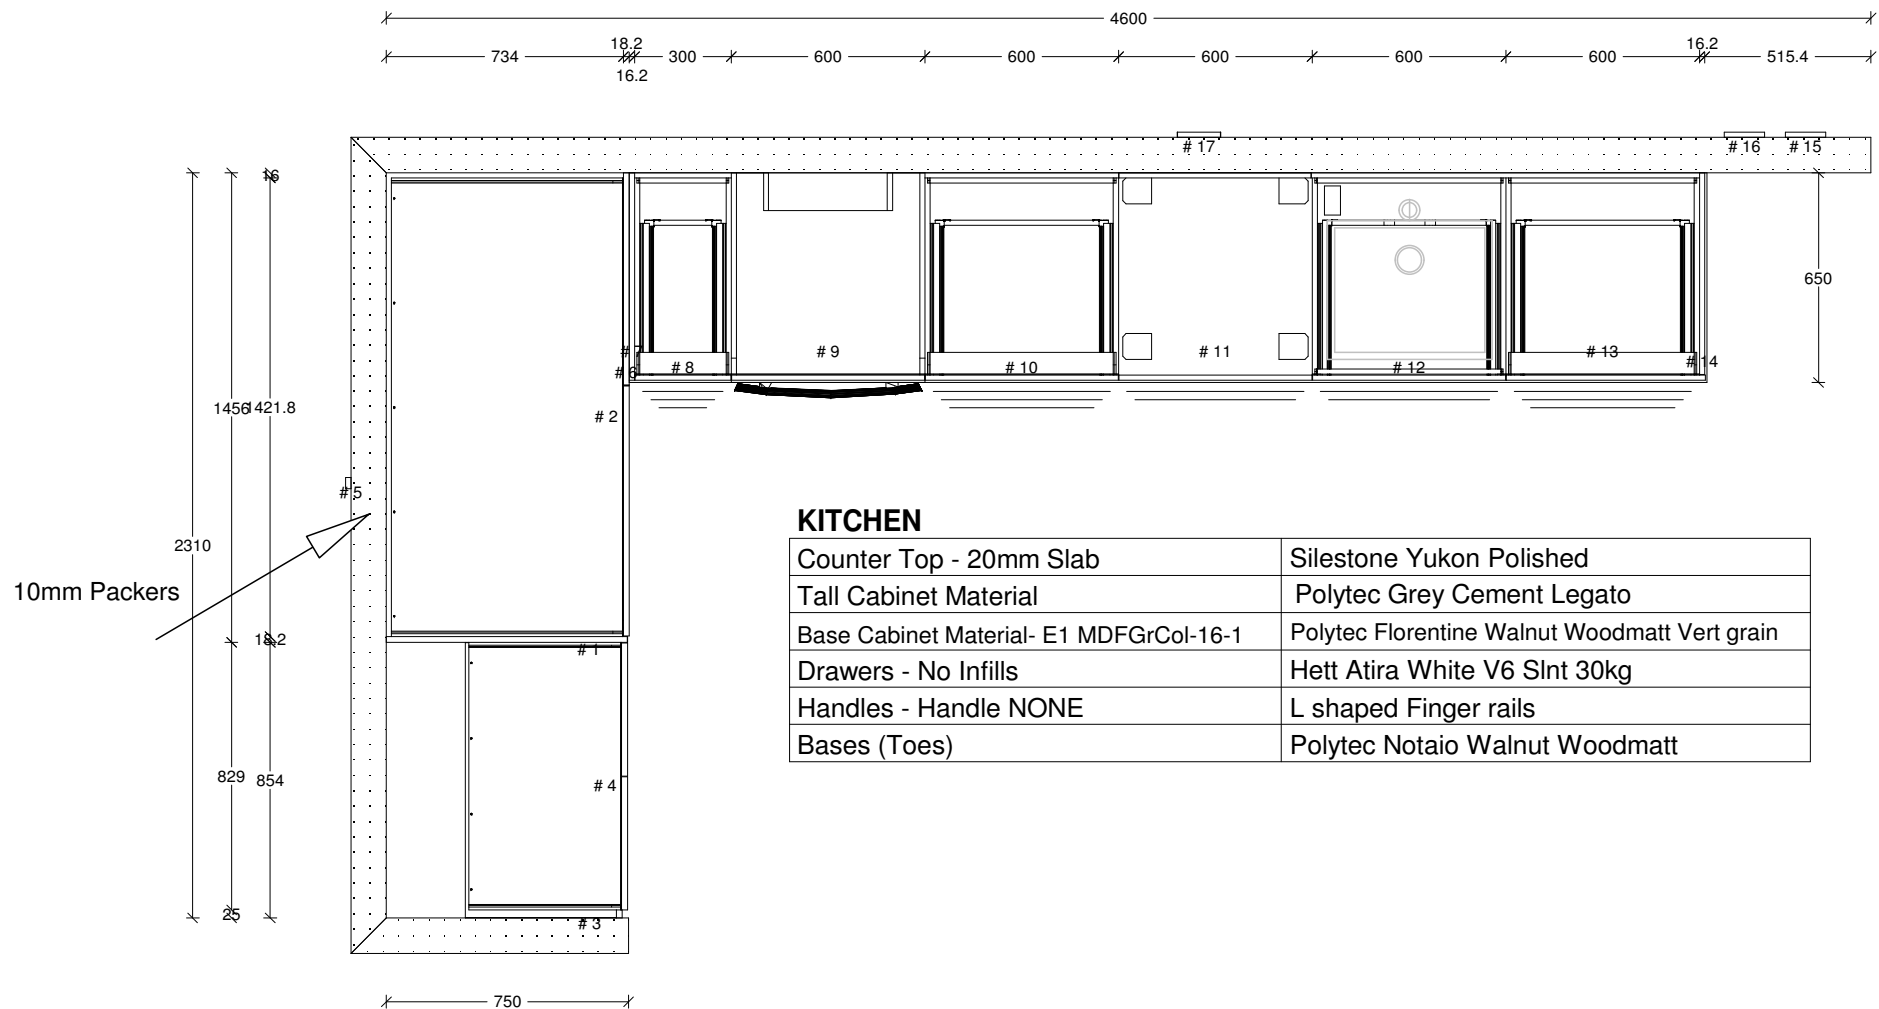 4600
18.2
16.2
734
300
600
600
600
600
600
515.4
16.2
# 17
# 16
# 15
16
650
# 7
# 9
# 11
# 13
# 14
# 6
# 8
# 10
# 12
1456
1421.8
# 2
# 5
KITCHEN
2310
Counter Top - 20mm Slab
Silestone Yukon Polished
10mm Packers
Tall Cabinet Material
Polytec Grey Cement Legato
Base Cabinet Material- E1 MDFGrCol-16-1
Polytec Florentine Walnut Woodmatt Vert grain
18.2
# 1
Drawers - No Infills
Hett Atira White V6 Slnt 30kg
Handles - Handle NONE
L shaped Finger rails
Bases (Toes)
Polytec Notaio Walnut Woodmatt
829
854
# 4
25
# 3
750